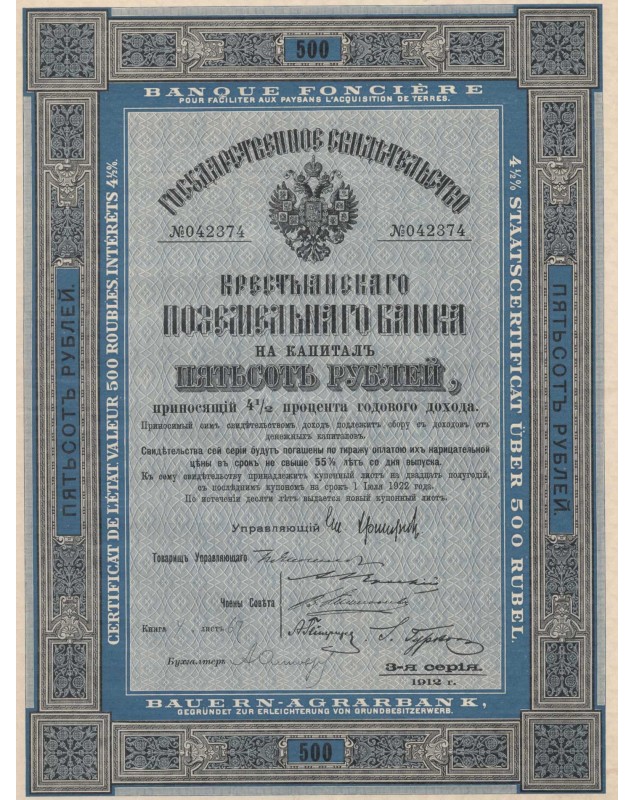 500
BANQUE FONCIÈRE
POUR FACILITER AUX PAYSANS L'ACQUISITION DE TERRES.
ГОСУДАРСТВЕННОЕ СВИДѢТЕЛЬСТВО
№042374 №042374
КРЕСТЬЯНСКАГО
ПОЗЕМЕЛЬНАГО БАНКА
НА КАПИТАЛЪ
ПЯТЬСОТЪ РУБЛЕЙ,
приносящій 4½ процента годового дохода.
Приносимый симъ свидѣтельствомъ доходъ подлежитъ сбору съ доходовъ отъ
денежныхъ капиталовъ.
Свидѣтельства сей серіи будутъ погашены по тиражу оплатою ихъ нарицательной
цѣны въ срокъ не свыше 55¾ лѣтъ со дня выпуска.
Къ сему свидѣтельству принадлежитъ купонный листъ на двадцать полугодій,
съ послѣднимъ купономъ на срокъ 1 Іюля 1922 года.
По истеченіи десяти лѣтъ выдается новый купонный листъ.
Управляющій
Товарищъ Управляющаго
Члены Совѣта
Книга листъ
Бухгалтеръ
3-я серія.
1912 г.
BAUERN-AGRARBANK,
GEGRÜNDET ZUR ERLEICHTERUNG VON GRUNDBESITZERWERB.
500
ПЯТЬСОТЪ РУБЛЕЙ.
CERTIFICAT DE L'ÉTAT VALEUR 500 ROUBLES INTÉRÊTS 4½%.
4½% STAATSCERTIFICAT ÜBER 500 RUBEL
ПЯТЬСОТЪ РУБЛЕЙ.